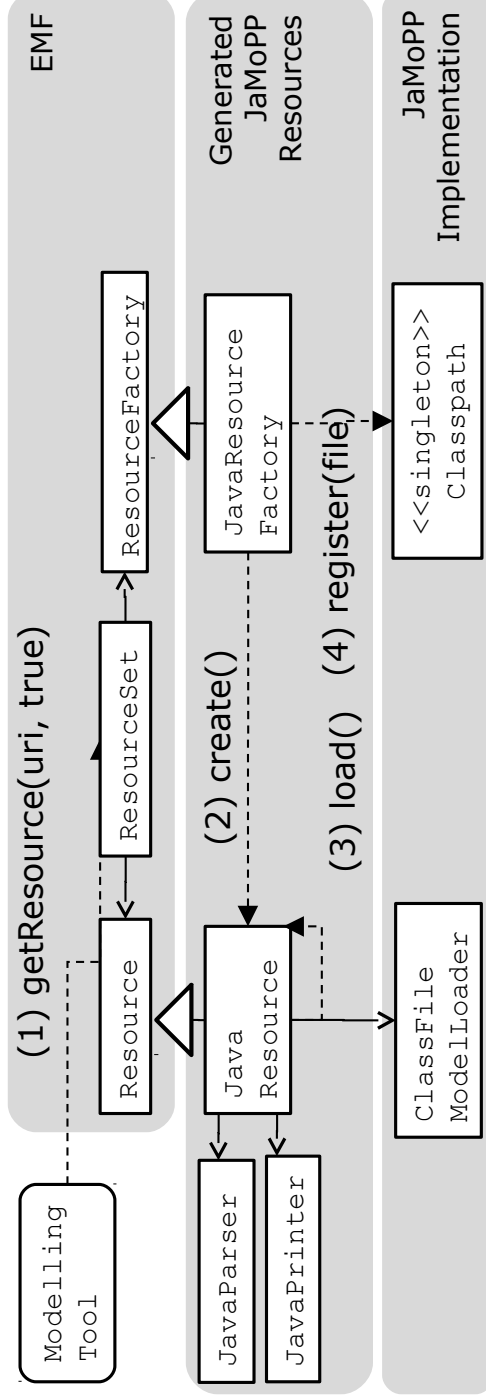 EMF
(1) getResource(uri, true)
Modelling
Tool
Resource
ResourceSet
ResourceFactory
Generated
JaMoPP
Resources
(2) create()
JavaParser
JavaPrinter
Java
Resource
JavaResource
Factory
(3) load()
(4) register(file)
JaMoPP
Implementation
ClassFile
ModelLoader
<<singleton>>
Classpath